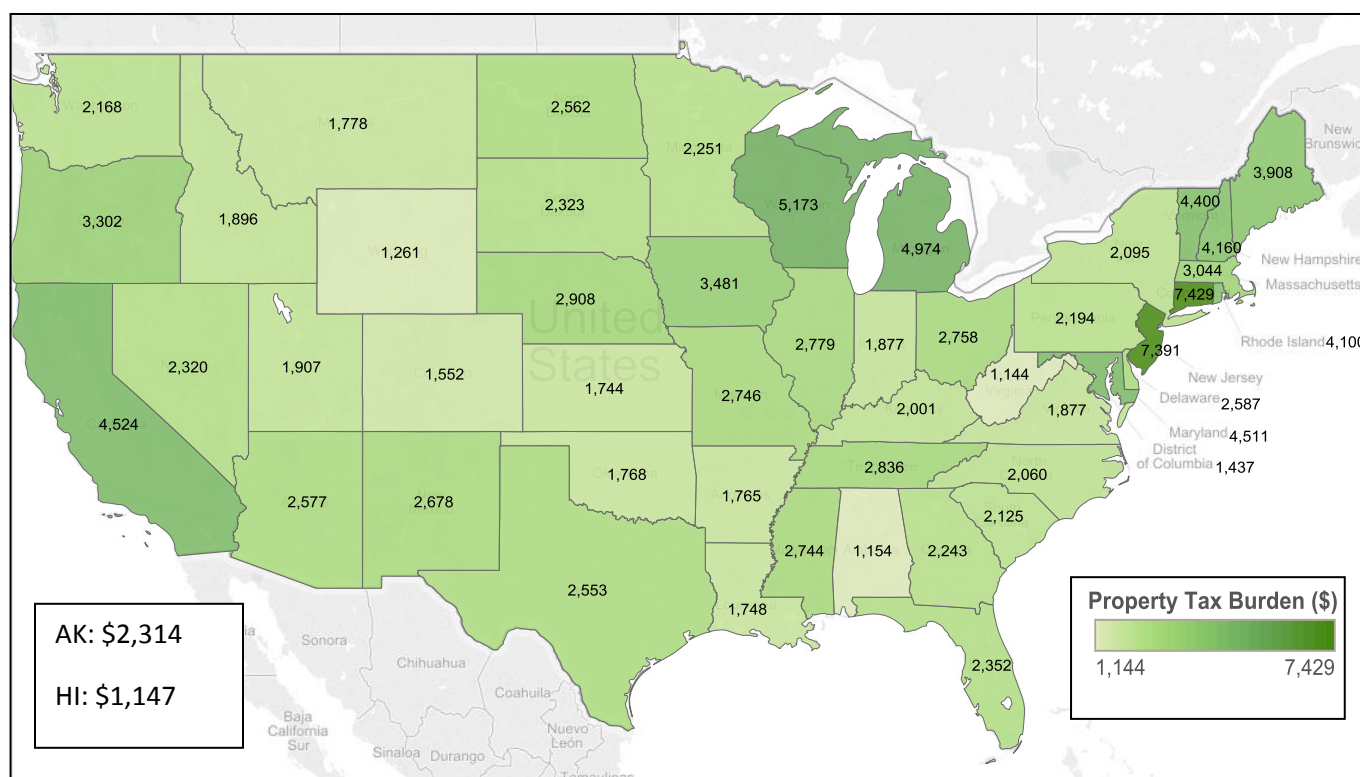 2,168
1,778
2,562
2,251
3,908
New
Brunswick
3,302
1,896
2,323
5,173
4,974
4,400
4,160
2,095
New Hampshire
3,044
Massachusetts
1,261
3,481
7,429
2,908
United
States
2,194
Rhode Island 4,100
2,320
1,907
1,552
1,744
2,746
2,779
1,877
2,758
7,391
New Jersey
1,144
Delaware 2,587
4,524
2,001
1,877
Maryland 4,511
District
of Columbia 1,437
2,577
2,678
1,768
1,765
2,836
2,060
2,125
2,744
1,154
2,243
2,553
1,748
2,352
AK: $2,314
HI: $1,147
Property Tax Burden ($)
1,144 7,429
Sonora
Chihuahua
Coahuila
Baja
California
Sur
Nuevo
León
Sinaloa
Durango